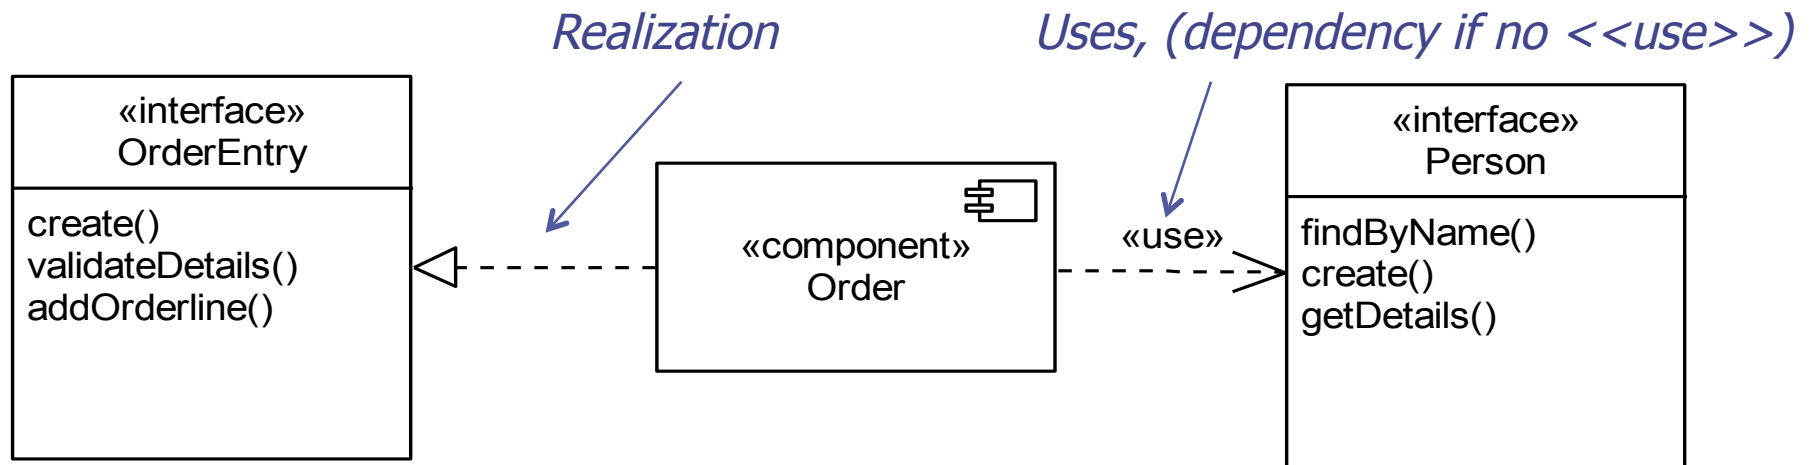 Realization
Uses, (dependency if no <<use>>)
«interface»
OrderEntry
create()
validateDetails()
addOrderline()
«component»
Order
«use»
«interface»
Person
findByName()
create()
getDetails()